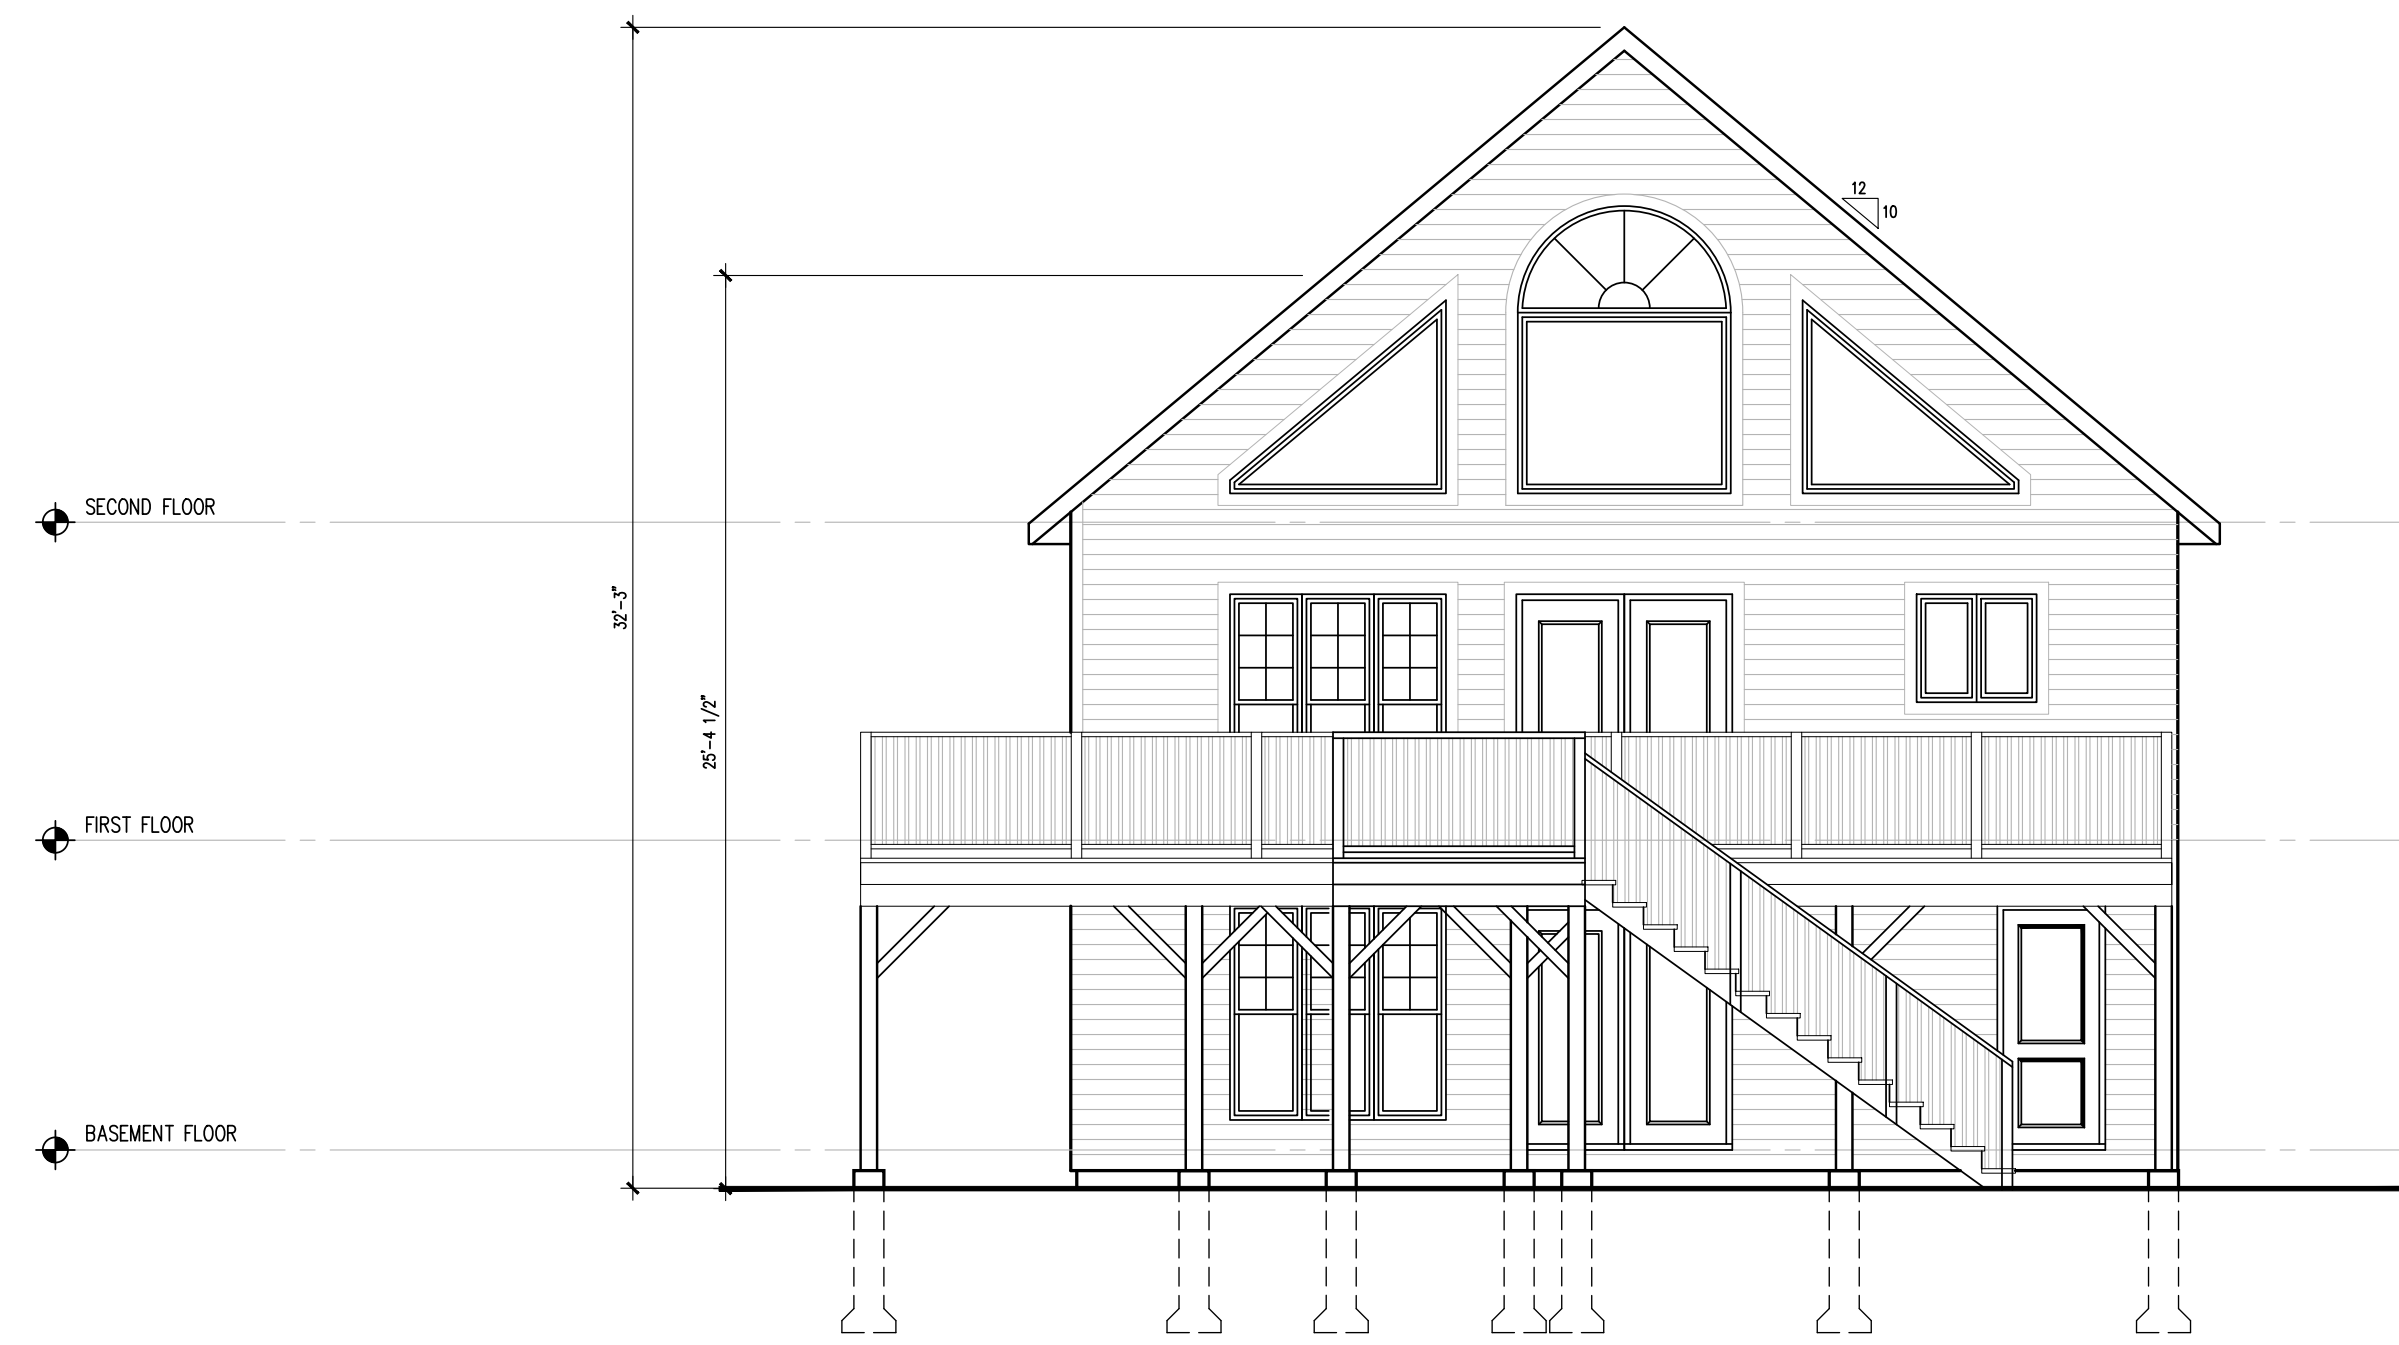 12
10
SECOND FLOOR
32'-3"
25'-4 1/2"
FIRST FLOOR
BASEMENT FLOOR